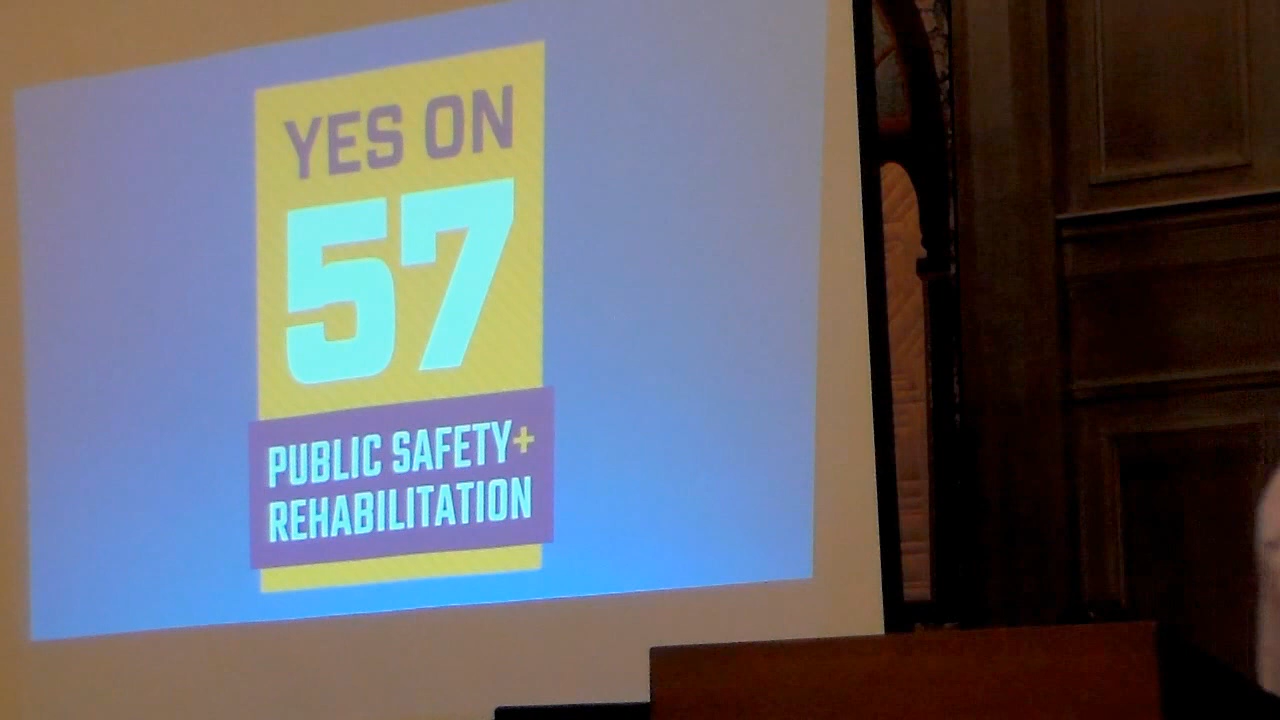 YES ON
57
PUBLIC SAFETY+
REHABILITATION